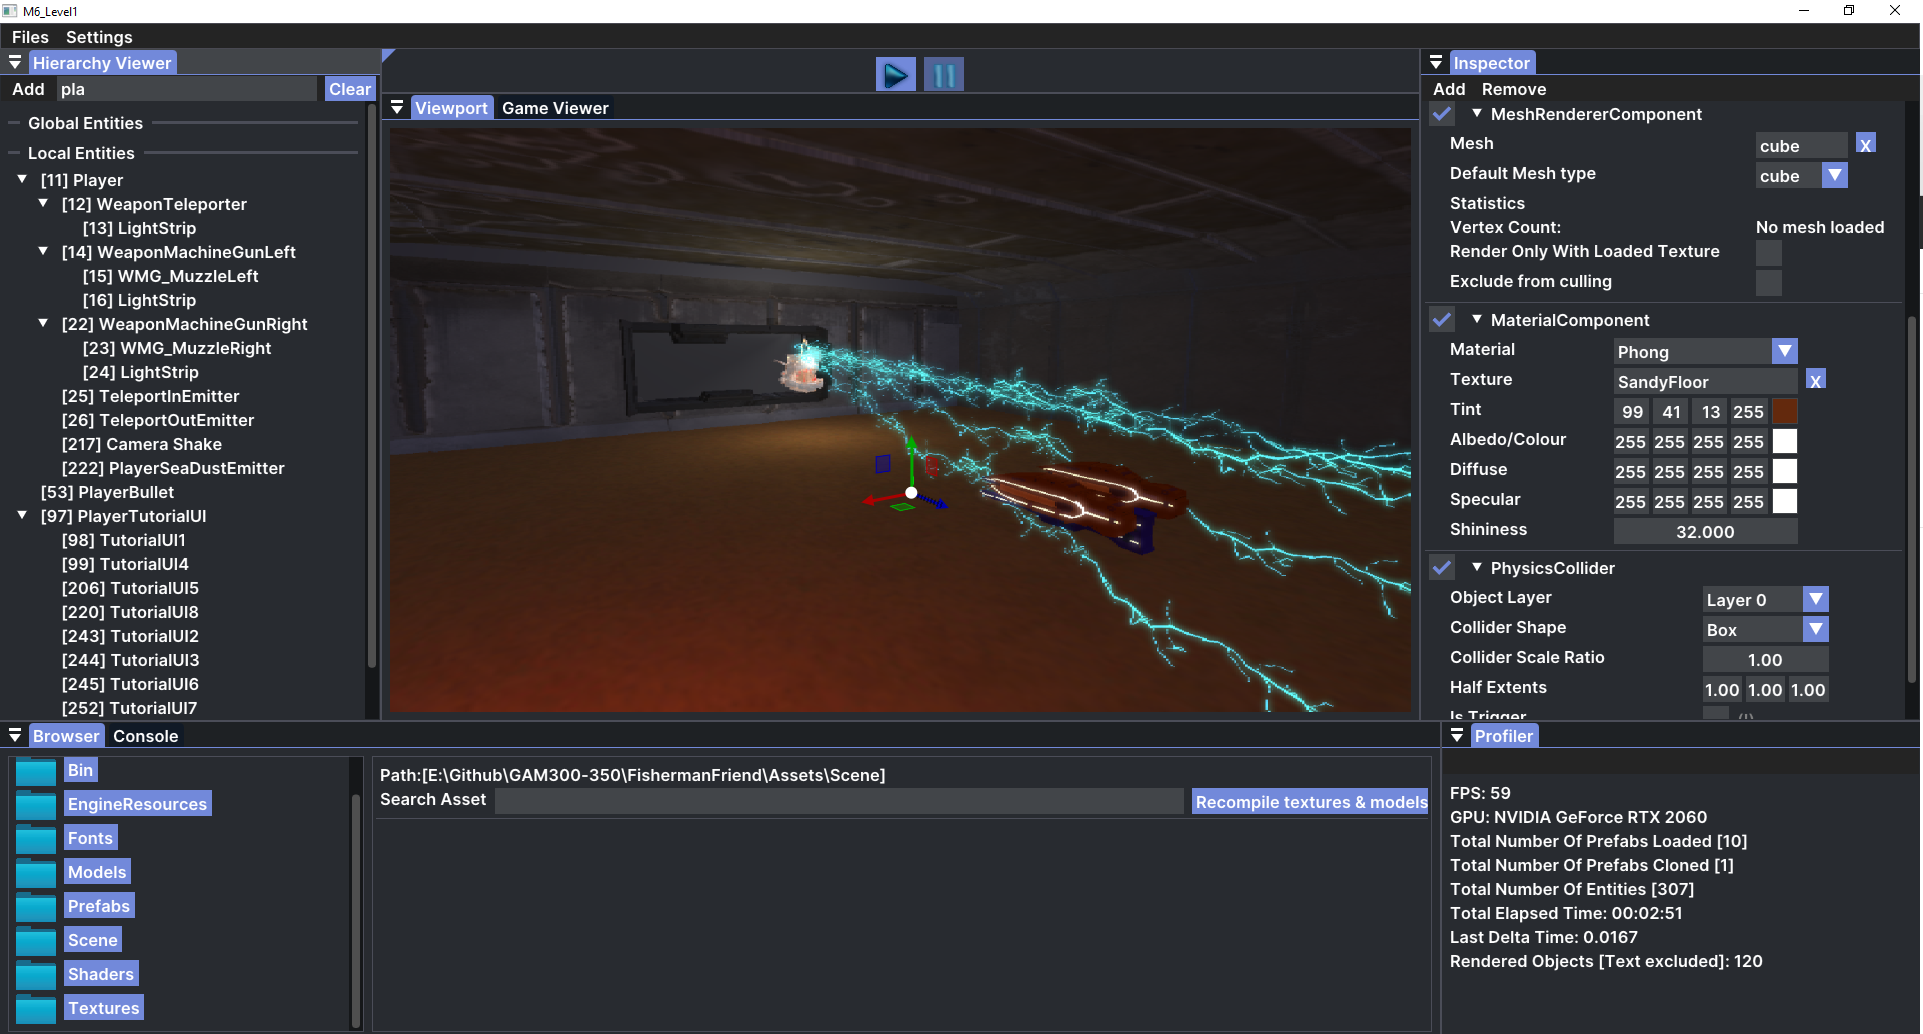 M6_Level1
Files Settings
Hierarchy Viewer
Add pla Clear
Global Entities
Local Entities
[11] Player
[12] WeaponTeleporter
[13] LightStrip
[14] WeaponMachineGunLeft
[15] WMG_MuzzleLeft
[16] LightStrip
[22] WeaponMachineGunRight
[23] WMG_MuzzleRight
[24] LightStrip
[25] TeleportInEmitter
[26] TeleportOutEmitter
[217] Camera Shake
[222] PlayerSeaDustEmitter
[53] PlayerBullet
[97] PlayerTutorialUI
[98] TutorialUI1
[99] TutorialUI4
[206] TutorialUI5
[220] TutorialUI8
[243] TutorialUI2
[244] TutorialUI3
[245] TutorialUI6
[252] TutorialUI7
Viewport Game Viewer
Inspector
Add Remove
MeshRendererComponent
Mesh cube X
Default Mesh type cube
Statistics
Vertex Count: No mesh loaded
Render Only With Loaded Texture
Exclude from culling
MaterialComponent
Material Phong
Texture SandyFloor X
Tint 99 41 13 255
Albedo/Colour 255 255 255 255
Diffuse 255 255 255 255
Specular 255 255 255 255
Shininess 32.000
PhysicsCollider
Object Layer Layer 0
Collider Shape Box
Collider Scale Ratio 1.00
Half Extents 1.00 1.00 1.00
Is Trigger (!)
Browser Console
Bin
EngineResources
Fonts
Models
Prefabs
Scene
Shaders
Textures
Path:[E:\Github\GAM300-350\FishermanFriend\Assets\Scene]
Search Asset Recompile textures & models
Profiler
FPS: 59
GPU: NVIDIA GeForce RTX 2060
Total Number Of Prefabs Loaded [10]
Total Number Of Prefabs Cloned [1]
Total Number Of Entities [307]
Total Elapsed Time: 00:02:51
Last Delta Time: 0.0167
Rendered Objects [Text excluded]: 120